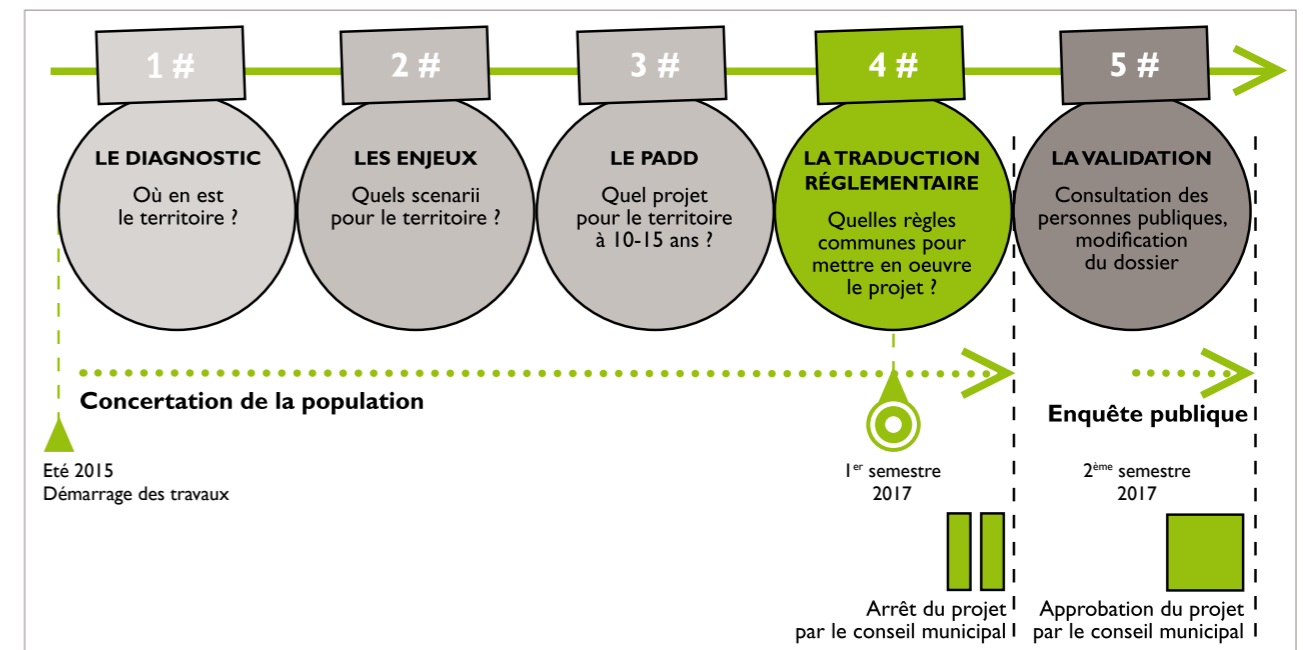 1 #
2 #
3 #
4 #
5 #
LE DIAGNOSTIC
Où en est
le territoire ?
LES ENJEUX
Quels scenarii
pour le territoire ?
LE PADD
Quel projet
pour le territoire
à 10-15 ans ?
LA TRADUCTION
RÉGLEMENTAIRE
Quelles règles
communes pour
mettre en oeuvre
le projet ?
LA VALIDATION
Consultation des
personnes publiques,
modification
du dossier
Concertation de la population
Enquête publique
Eté 2015
Démarrage des travaux
1er semestre
2017
2ème semestre
2017
Arrêt du projet
par le conseil municipal
Approbation du projet
par le conseil municipal